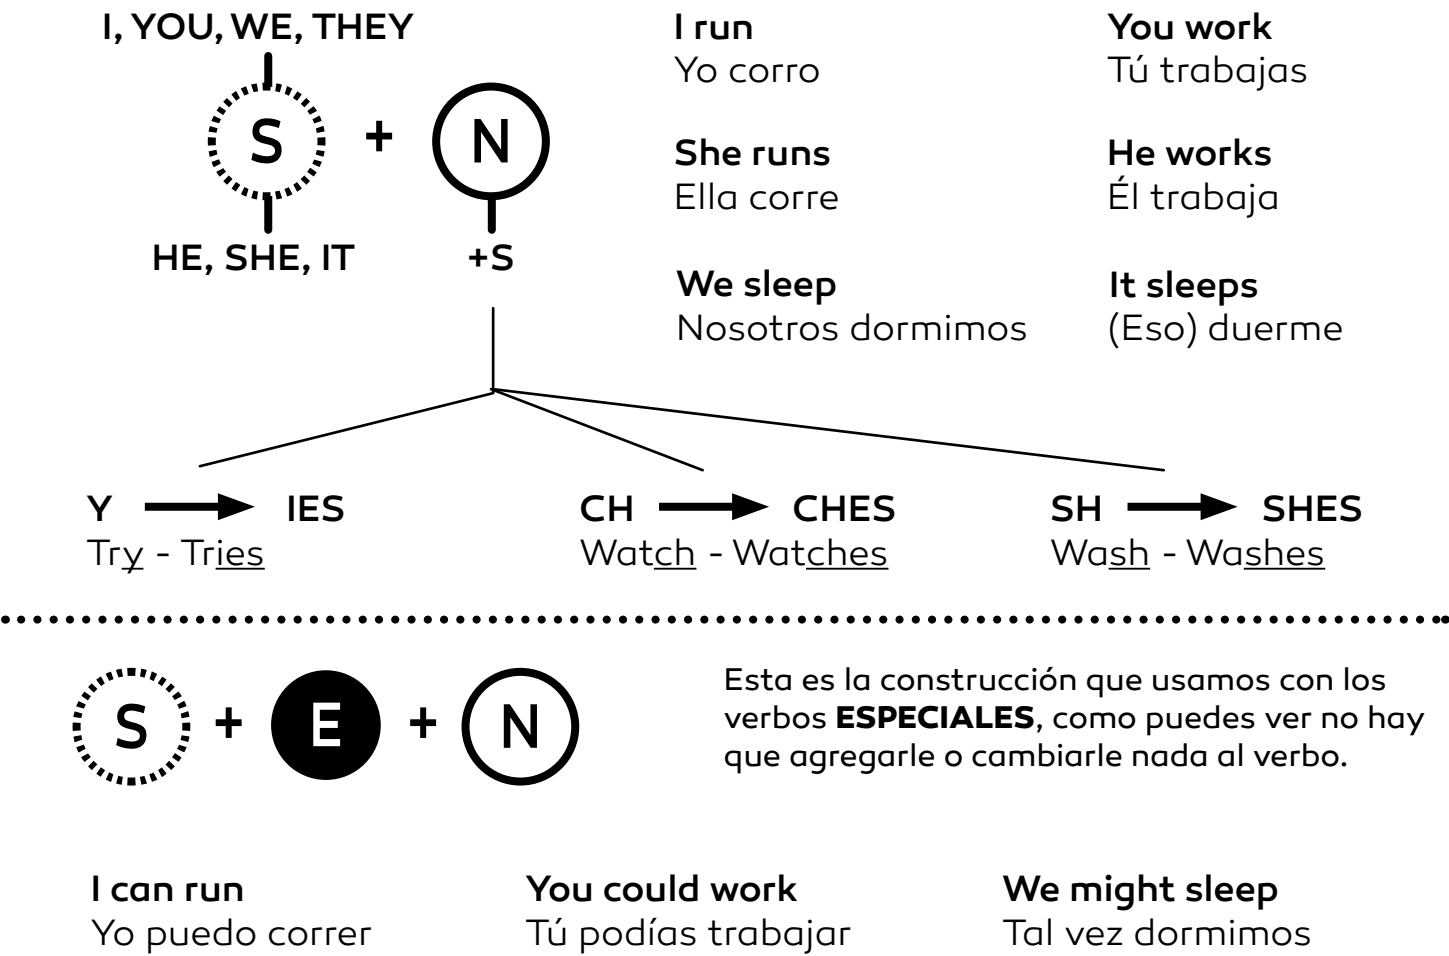 I, YOU, WE, THEY
S + N
HE, SHE, IT
+S
I run
Yo corro
You work
Tú trabajas
She runs
Ella corre
He works
Él trabaja
We sleep
Nosotros dormimos
It sleeps
(Eso) duerme
Y IES
Try - Tries
CH CHES
Watch - Watches
SH SHES
Wash - Washes
S + E + N
Esta es la construcción que usamos con los
verbos ESPECIALES, como puedes ver no hay
que agregarle o cambiarle nada al verbo.
I can run
Yo puedo correr
You could work
Tú podías trabajar
We might sleep
Tal vez dormimos